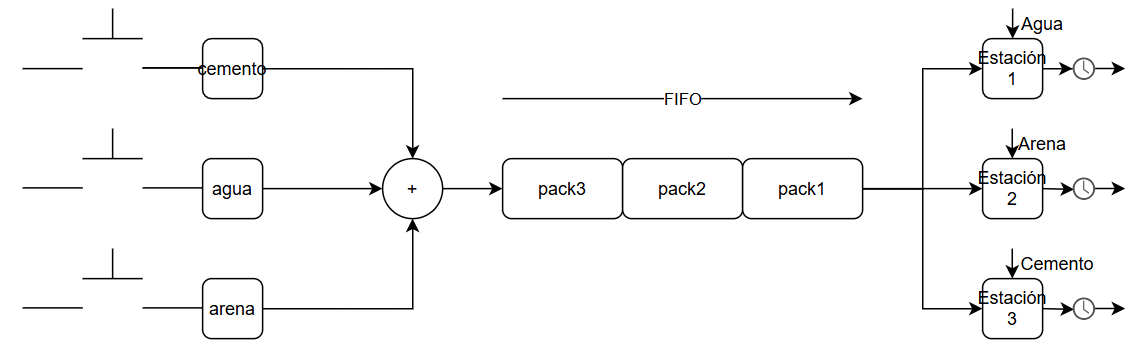 Agua
cemento
Estación
1
FIFO
Arena
agua
+
pack3
pack2
pack1
Estación
2
Cemento
arena
Estación
3